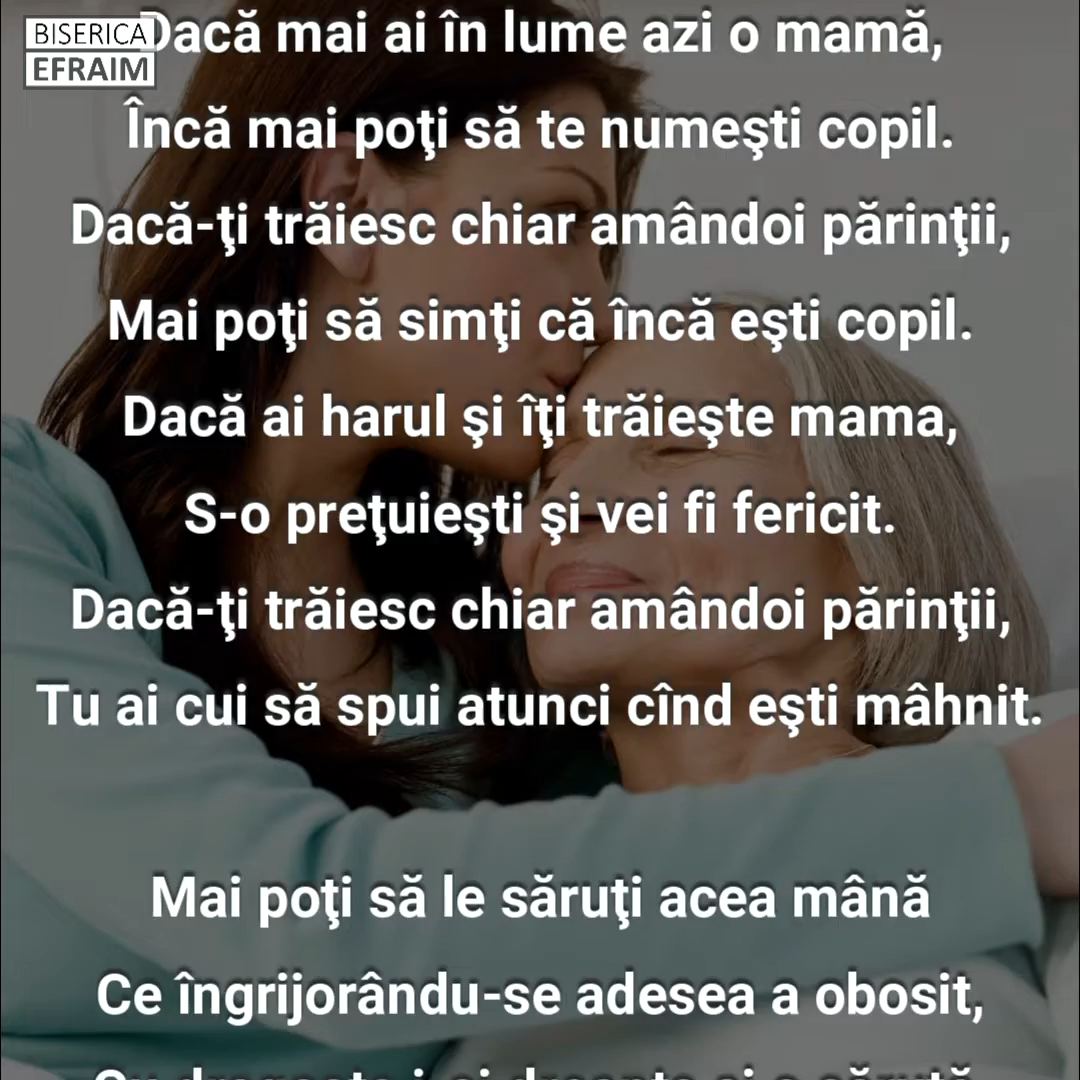 BISERICA
EFRAIM
Dacă mai ai în lume azi o mamă,
Încă mai poţi să te numeşti copil.
Dacă-ţi trăiesc chiar amândoi părinţii,
Mai poţi să simţi că încă eşti copil.
Dacă ai harul şi îţi trăieşte mama,
S-o preţuieşti şi vei fi fericit.
Dacă-ţi trăiesc chiar amândoi părinţii,
Tu ai cui să spui atunci cînd eşti mâhnit.
Mai poţi să le săruţi acea mână
Ce îngrijorându-se adesea a obosit,